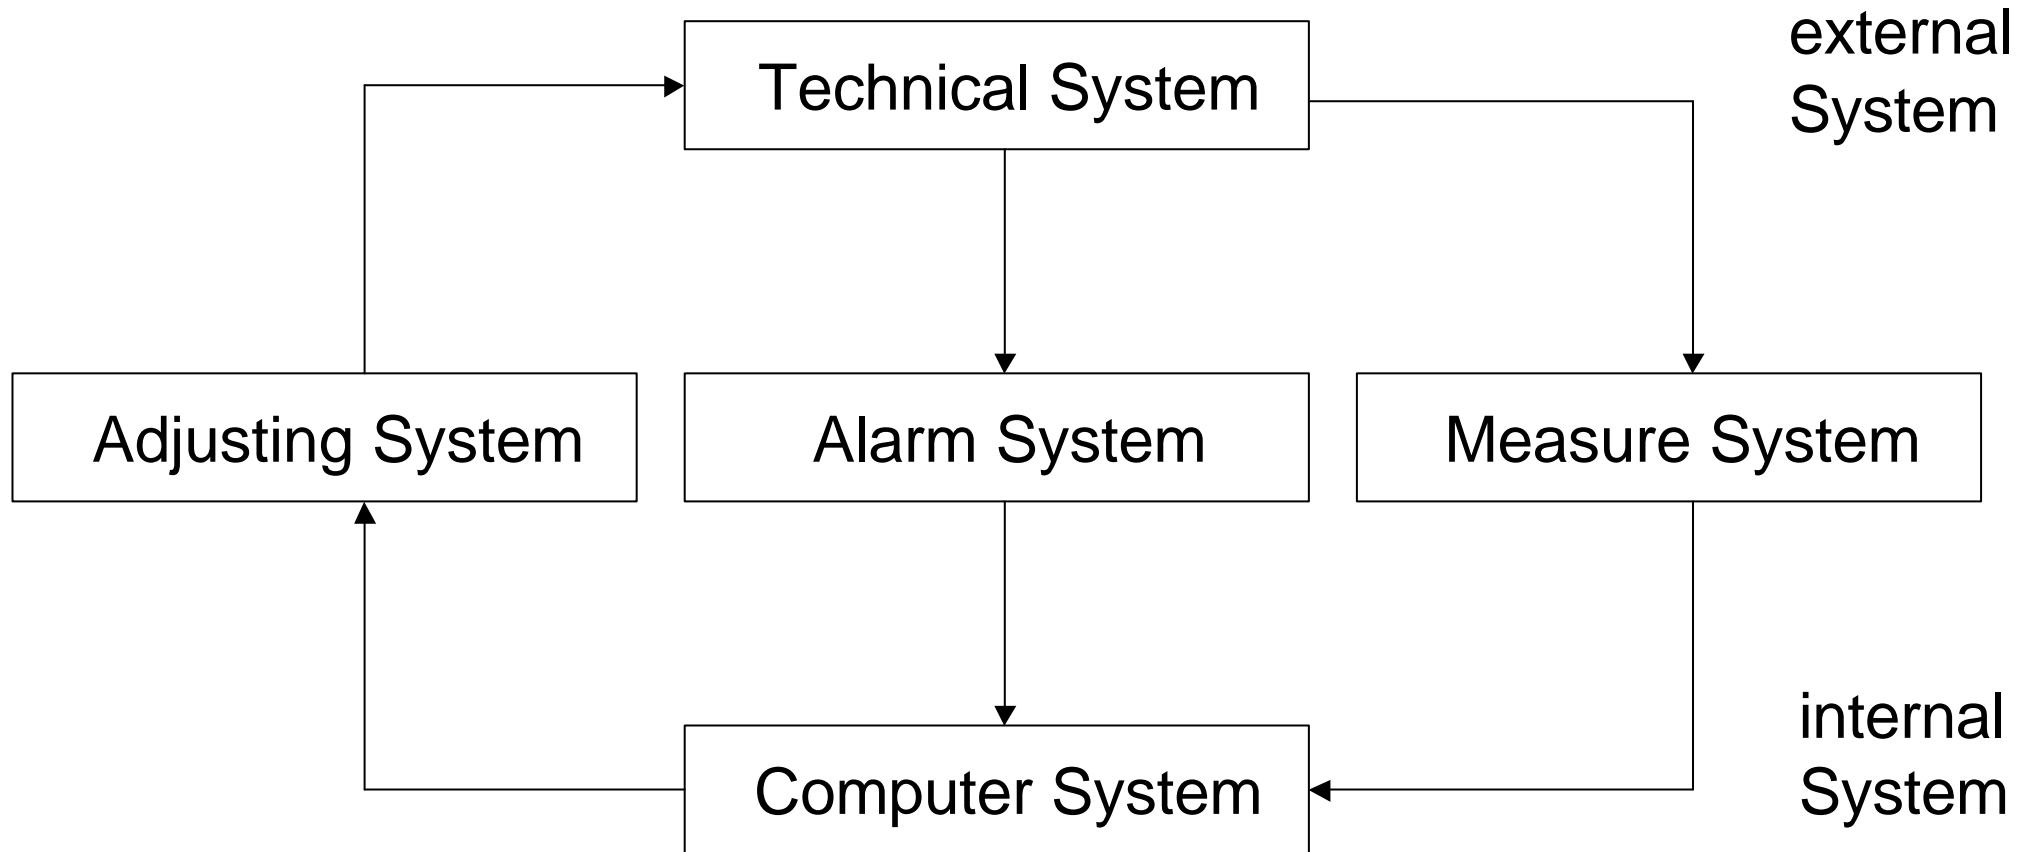 external
System
Technical System
Adjusting System
Alarm System
Measure System
internal
System
Computer System